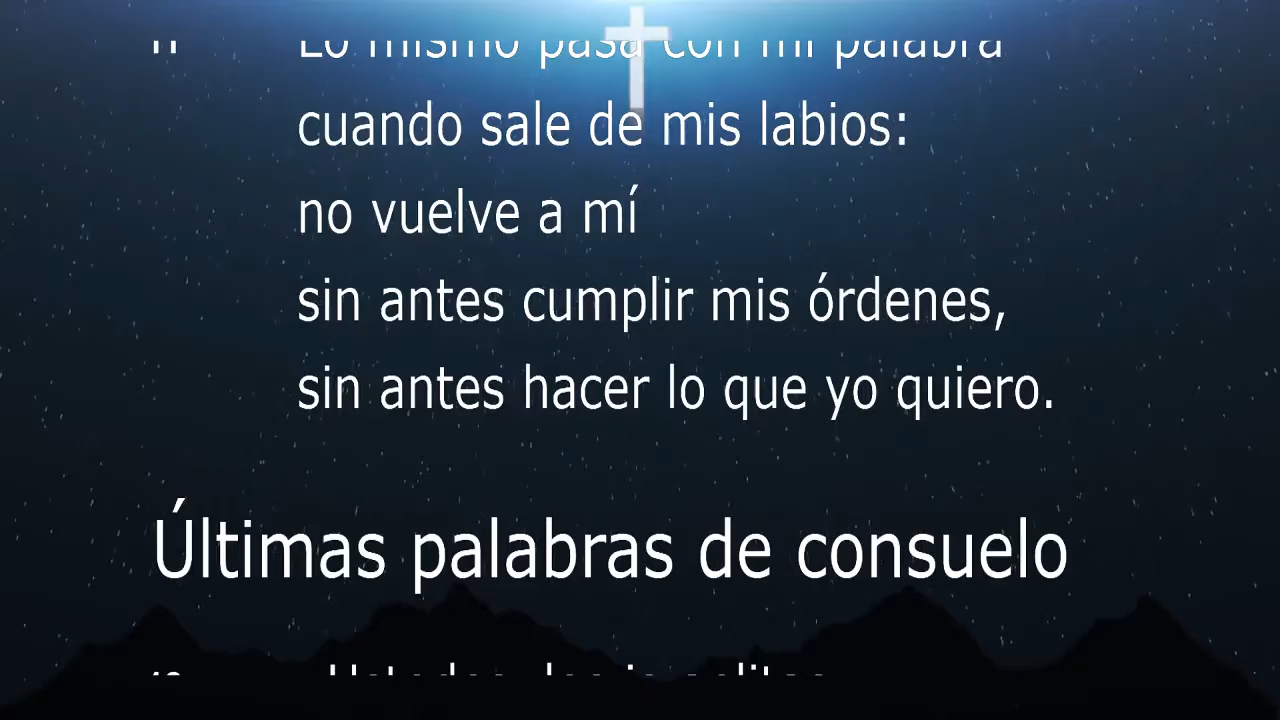 11 Lo mismo pasa con mi palabra
cuando sale de mis labios:
no vuelve a mí
sin antes cumplir mis órdenes,
sin antes hacer lo que yo quiero.
Últimas palabras de consuelo